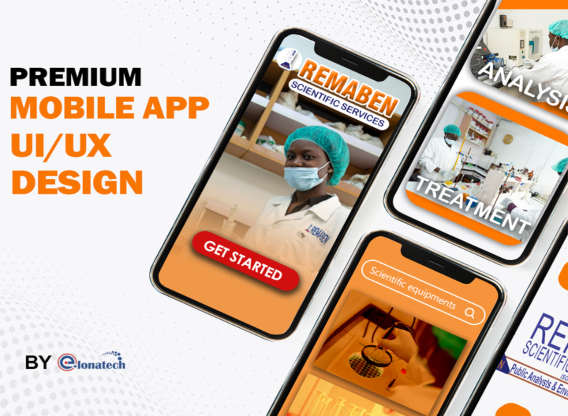 PREMIUM
MOBILE APP
UI/UX
DESIGN
BY elonatech
REMABEN
SCIENTIFIC SERVICES
GET STARTED
ANALYSIS
TREATMENT
Scientific equipments
RE
SCIENTIFI
Public Analysts & Env